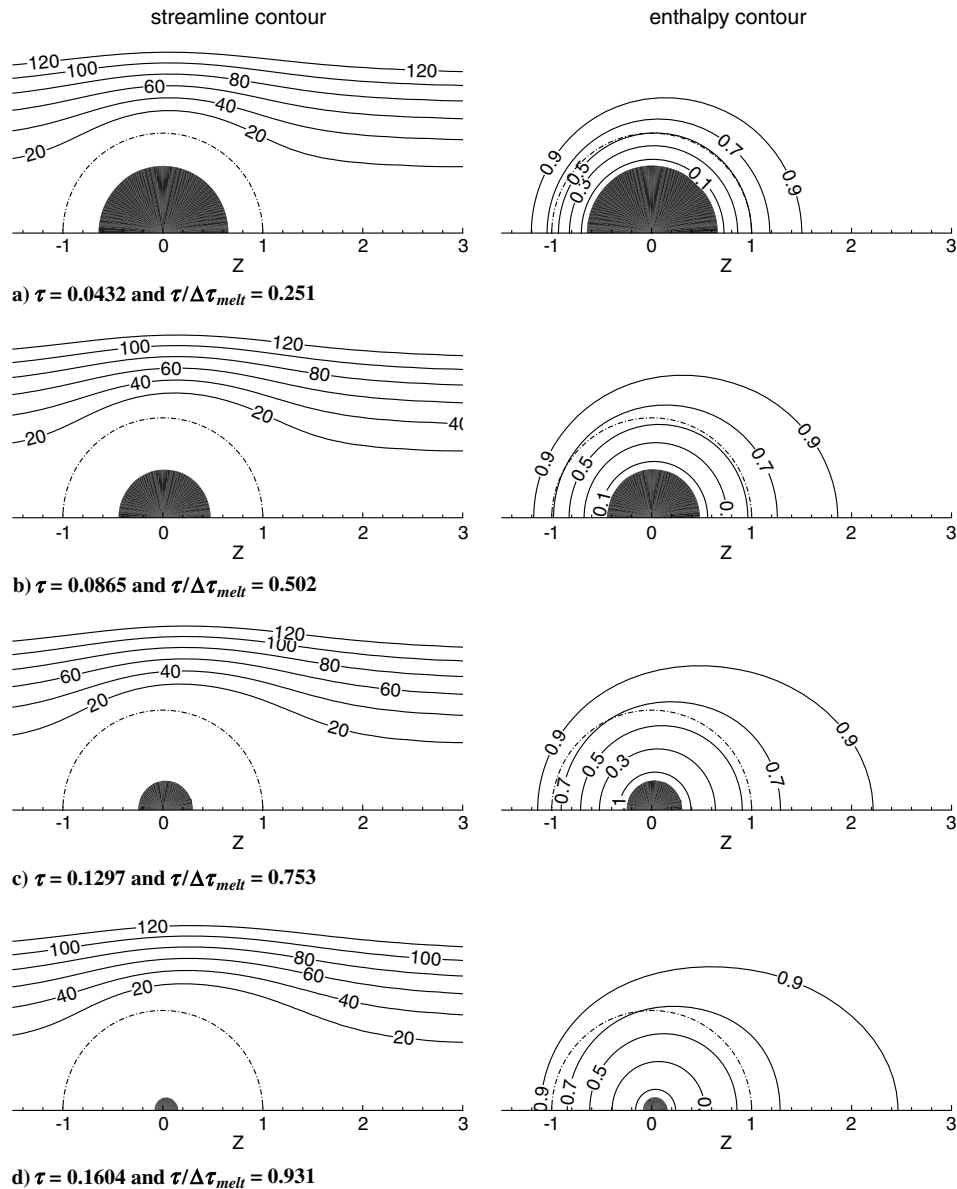 streamline contour
enthalpy contour
120 100 80 60 40 20 20 120
0.9 0.5 0.3 0.1 0.7 0.9
-1 0 1 2 3
Z
-1 0 1 2 3
Z
a) τ = 0.0432 and τ/Δτmelt = 0.251
100 60 40 20 120 80 20 40
0.9 0.5 0.1 0. 0.7 0.9
-1 0 1 2 3
Z
-1 0 1 2 3
Z
b) τ = 0.0865 and τ/Δτmelt = 0.502
120 100 80 60 40 20 60 20
0.9 0.7 0.5 0.3 1 0.7 0.9
-1 0 1 2 3
Z
-1 0 1 2 3
Z
c) τ = 0.1297 and τ/Δτmelt = 0.753
120 100 80 100 60 40 20 40 20
0.9 0.9 0.7 0.5 0.
-1 0 1 2 3
Z
-1 0 1 2 3
Z
d) τ = 0.1604 and τ/Δτmelt = 0.931